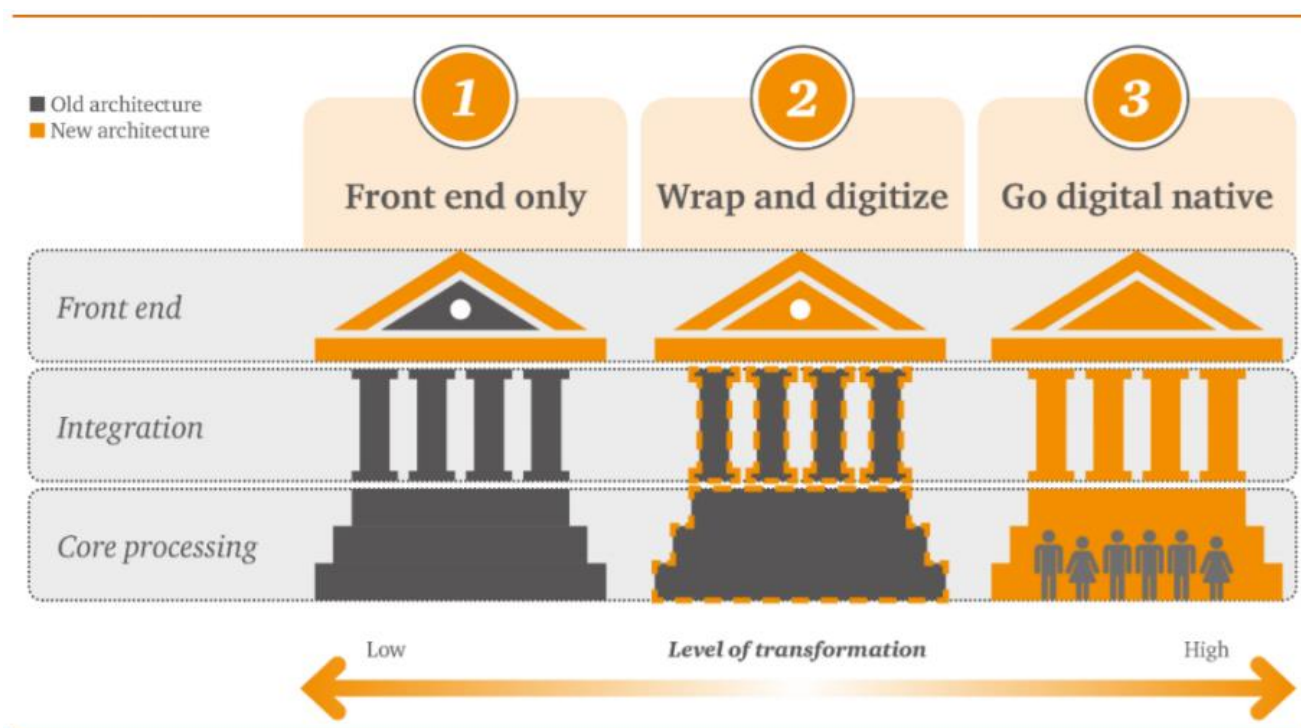 1
2
3
Old architecture
New architecture
Front end only
Wrap and digitize
Go digital native
Front end
Integration
Core processing
Low
Level of transformation
High